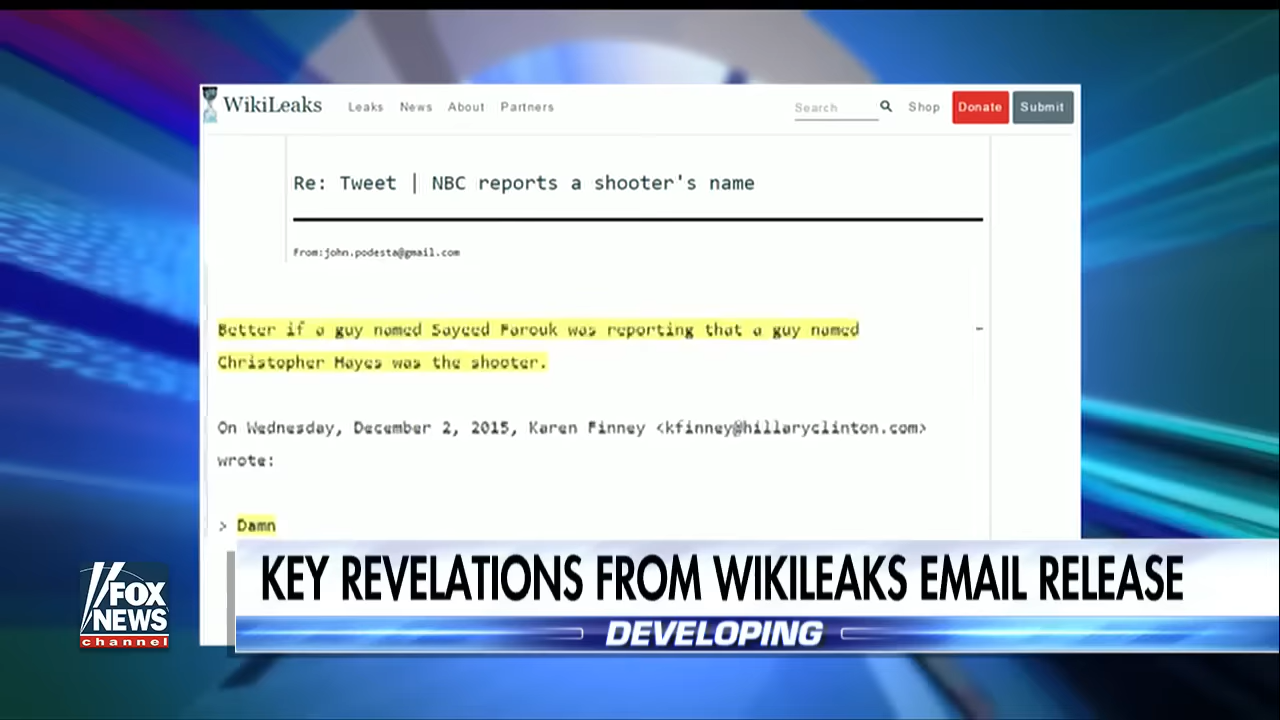 WikiLeaks Leaks News About Partners Search Shop Donate Submit
Re: Tweet | NBC reports a shooter's name
From:john.podesta@gmail.com
Better if a guy named Sayeed Farouk was reporting that a guy named
Christopher Hayes was the shooter.
On Wednesday, December 2, 2015, Karen Finney <kfinney@hillaryclinton.com>
wrote:
> Damn
KEY REVELATIONS FROM WIKILEAKS EMAIL RELEASE
DEVELOPING
FOX
NEWS
channel